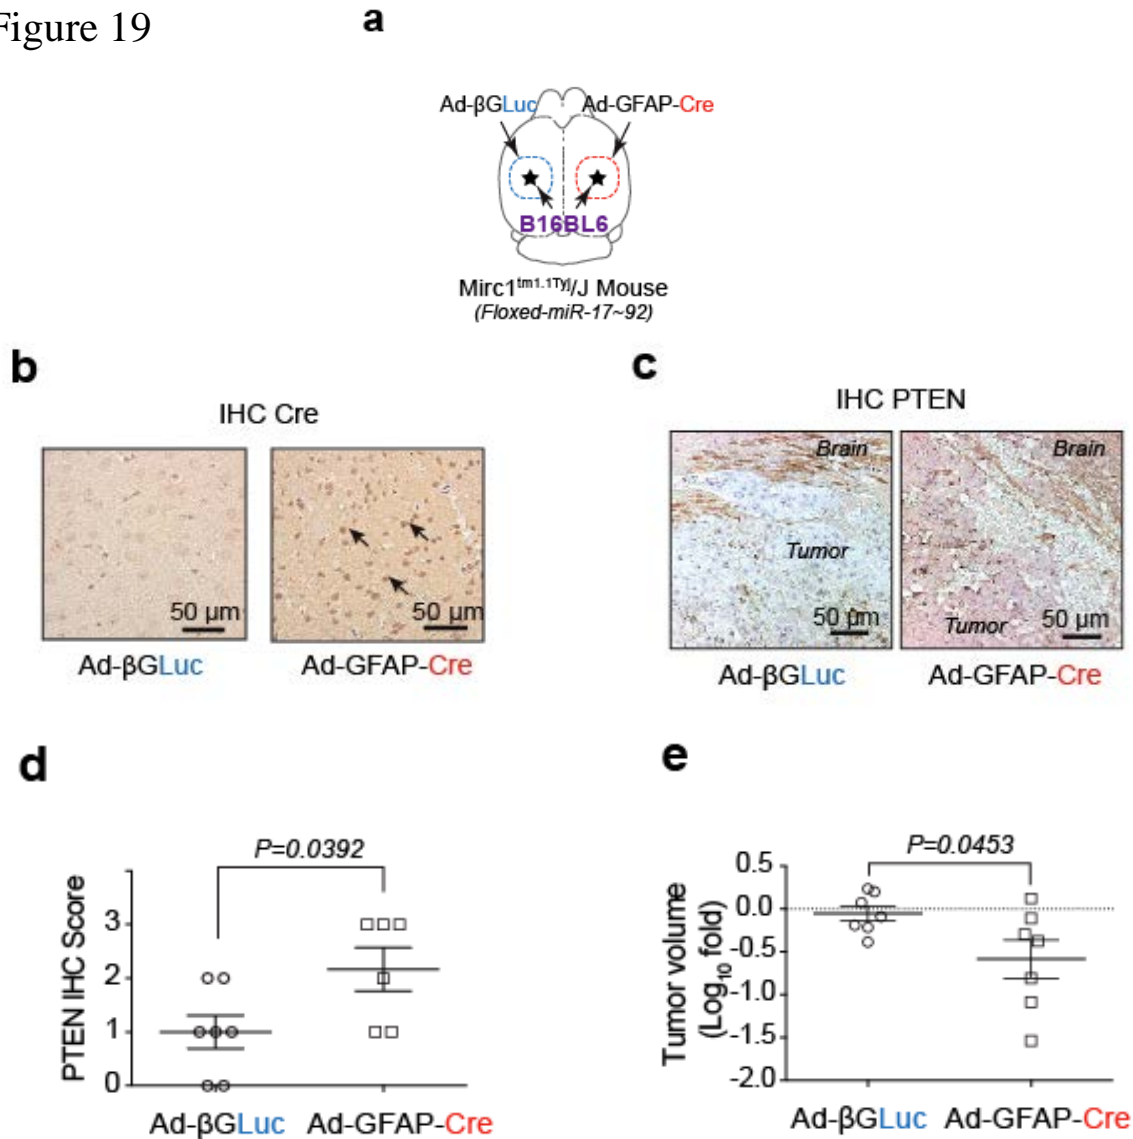 Figure 19
a
Ad-βGLuc Ad-GFAP-Cre
B16BL6
Mirc1tm1.1Tyj/J Mouse
(Floxed-miR-17~92)
b
IHC Cre
50 µm
50 µm
Ad-βGLuc
Ad-GFAP-Cre
c
IHC PTEN
Brain
Tumor
50 µm
Brain
Tumor
50 µm
Ad-βGLuc
Ad-GFAP-Cre
d
P=0.0392
PTEN IHC Score
3
2
1
0
Ad-βGLuc Ad-GFAP-Cre
e
P=0.0453
Tumor volume
(Log10 fold)
0.5
0.0
-0.5
-1.0
-1.5
-2.0
Ad-βGLuc Ad-GFAP-Cre